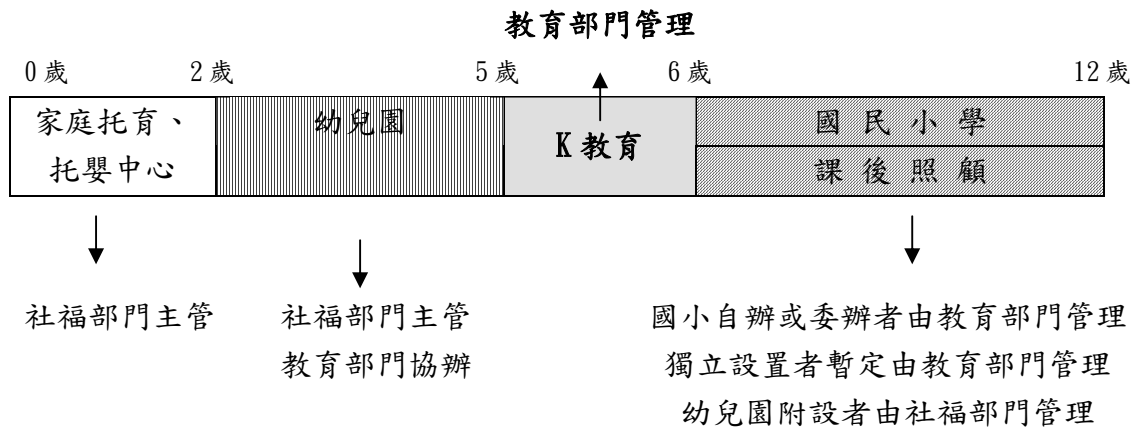 教育部門管理
0歲 2歲 5歲 6歲 12歲
家庭托育、
托嬰中心
幼兒園
K教育
國民小學
課後照顧
社福部門主管
社福部門主管
教育部門協辦
國小自辦或委辦者由教育部門管理
獨立設置者暫定由教育部門管理
幼兒園附設者由社福部門管理